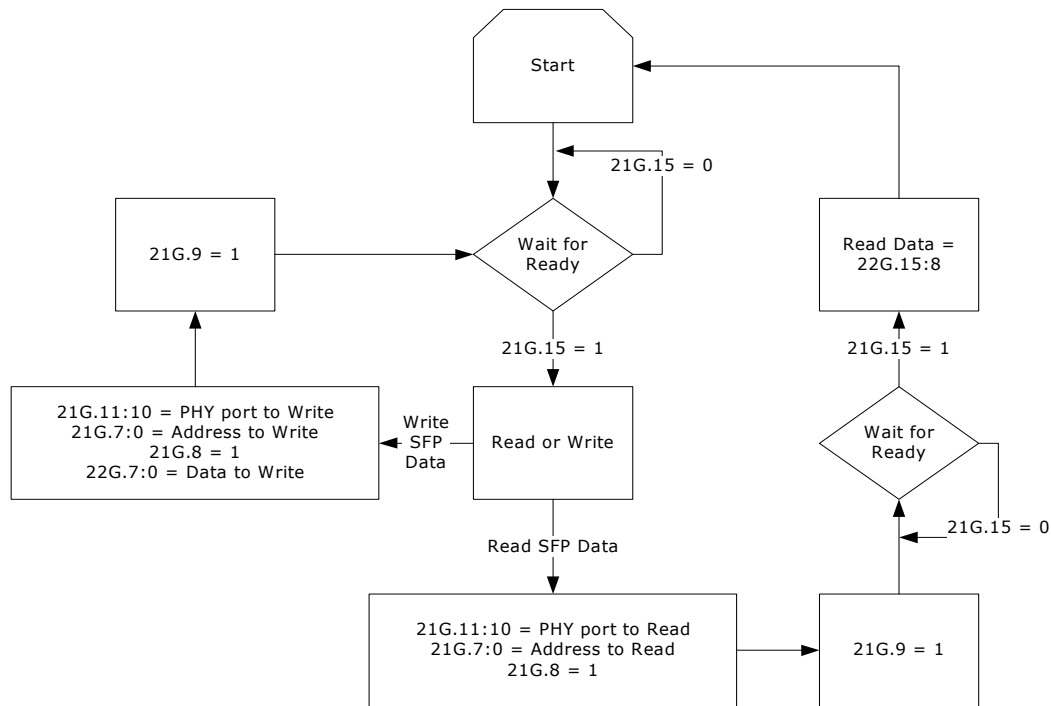 Start
21G.15 = 0
21G.9 = 1
Wait for
Ready
Read Data =
22G.15:8
21G.15 = 1
21G.15 = 1
21G.11:10 = PHY port to Write
21G.7:0 = Address to Write
21G.8 = 1
22G.7:0 = Data to Write
Write
SFP
Data
Read or Write
Wait for
Ready
21G.15 = 0
Read SFP Data
21G.11:10 = PHY port to Read
21G.7:0 = Address to Read
21G.8 = 1
21G.9 = 1